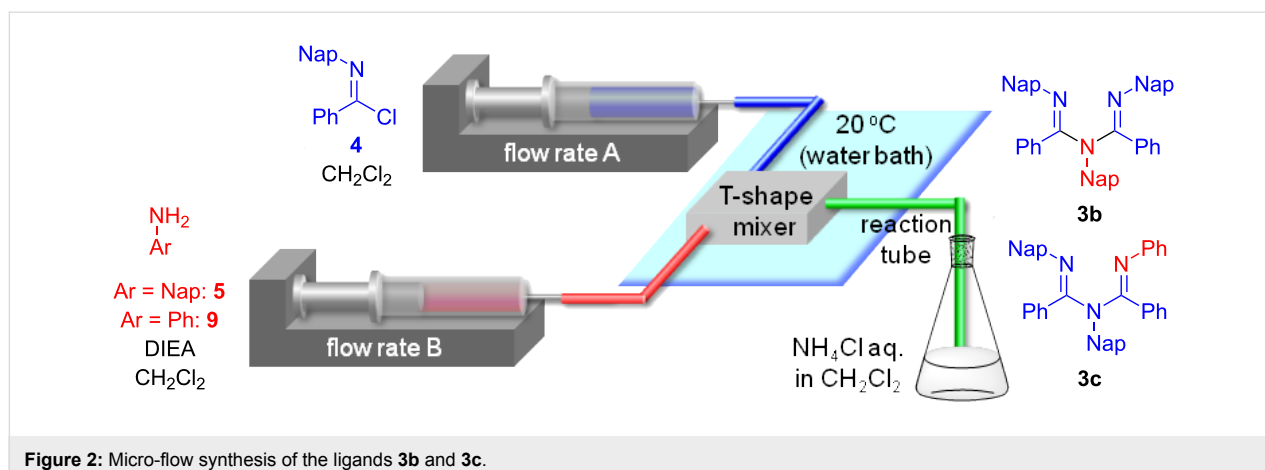 Nap
N
Ph
Cl
4
CH₂Cl₂
flow rate A
20 °C
(water bath)
T-shape
mixer
reaction
tube
NH₂
Ar
Ar = Nap: 5
Ar = Ph: 9
DIEA
CH₂Cl₂
flow rate B
NH₄Cl aq.
in CH₂Cl₂
Nap
N
N
Nap
Ph
N
Ph
Nap
3b
Nap
N
N
Ph
Ph
N
Ph
Nap
3c
Figure 2: Micro-flow synthesis of the ligands 3b and 3c.